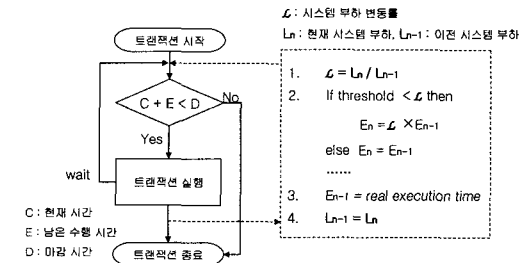 𝓛 : 시스템 부하 변동률
Ln : 현재 시스템 부하, Ln-1 : 이전 시스템 부하
트랜잭션 시작
C + E < D
No
Yes
wait
트랜잭션 실행
C : 현재 시간
E : 남은 수행 시간
D : 마감 시간
트랜잭션 종료
1. 𝓛 = Ln / Ln-1
2. If threshold < 𝓛 then
En = 𝓛 × En-1
else En = En-1
......
3. En-1 = real execution time
4. Ln-1 = Ln